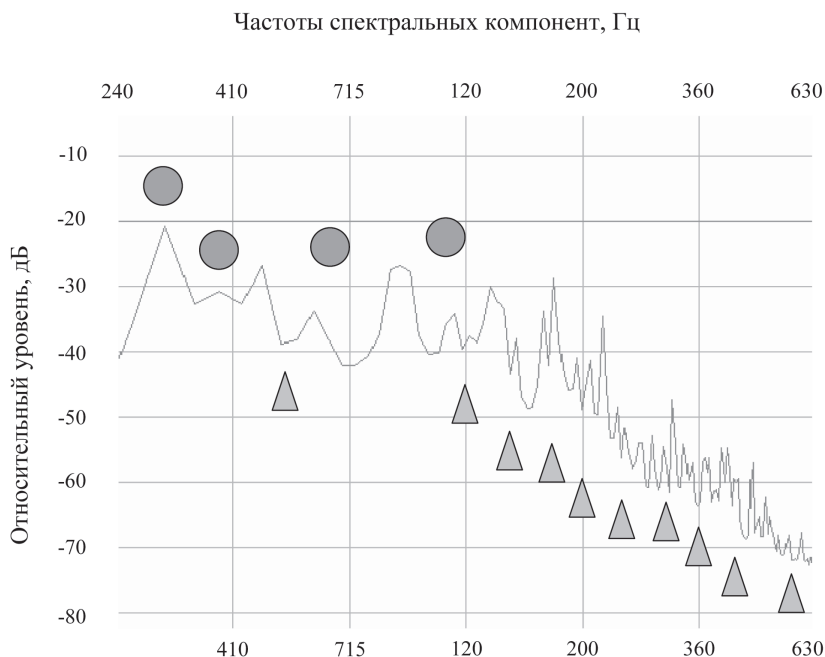 Частоты спектральных компонент, Гц
240 410 715 120 200 360 630
Относительный уровень, дБ
-10
-20
-30
-40
-50
-60
-70
-80
410 715 120 200 360 630